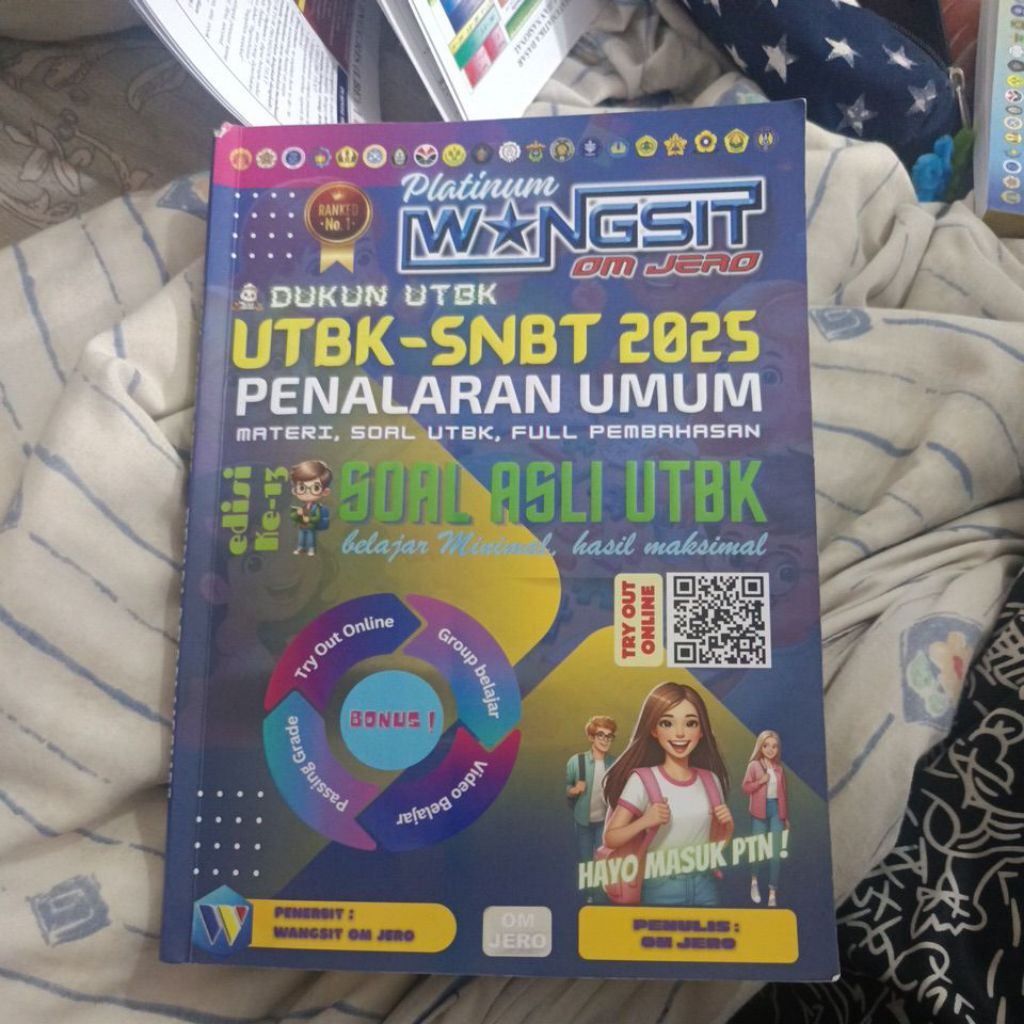 RANKED
No. 1
Platinum
WANGSIT
OM JERO
DUKUN UTBK
UTBK-SNBT 2025
PENALARAN UMUM
MATERI, SOAL UTBK, FULL PEMBAHASAN
edisi
Ke-13
SOAL ASLI UTBK
belajar Minimal, hasil maksimal
TRY OUT
ONLINE
Try Out Online
Group belajar
Video Belajar
Passing Grade
BONUS !
HAYO MASUK PTN !
W
PENERBIT :
WANGSIT OM JERO
OM
JERO
PENULIS :
OM JERO